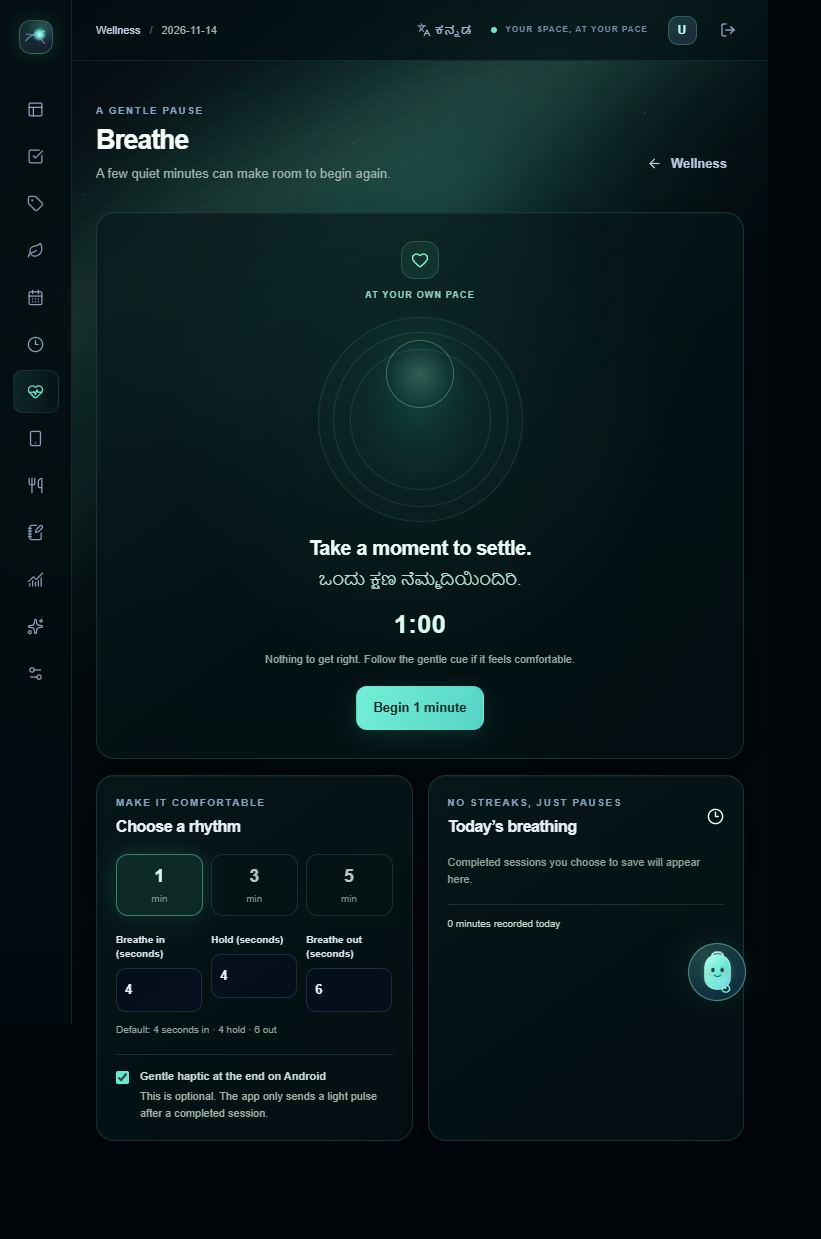 Wellness / 2026-11-14
ಕನ್ನಡ
YOUR SPACE, AT YOUR PACE
U
A GENTLE PAUSE
Breathe
A few quiet minutes can make room to begin again.
Wellness
AT YOUR OWN PACE
Take a moment to settle.
ಒಂದು ಕ್ಷಣ ನೆಮ್ಮದಿಯಿಂದಿರಿ.
1:00
Nothing to get right. Follow the gentle cue if it feels comfortable.
Begin 1 minute
MAKE IT COMFORTABLE
Choose a rhythm
1
min
3
min
5
min
Breathe in
(seconds)
4
Hold (seconds)
4
Breathe out
(seconds)
6
Default: 4 seconds in · 4 hold · 6 out
Gentle haptic at the end on Android
This is optional. The app only sends a light pulse
after a completed session.
NO STREAKS, JUST PAUSES
Today's breathing
Completed sessions you choose to save will appear
here.
0 minutes recorded today